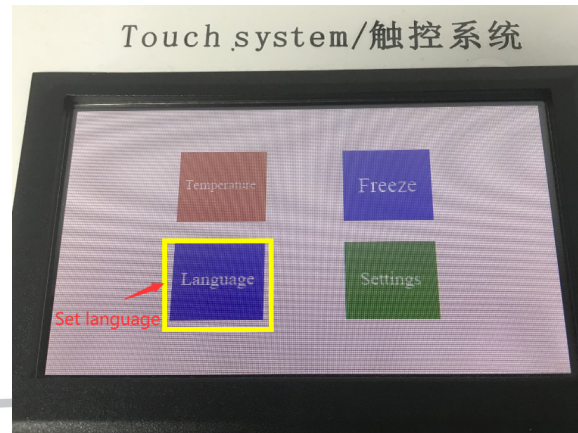 Touch system/触控系统
Temperature
Freeze
Language
Settings
Set language